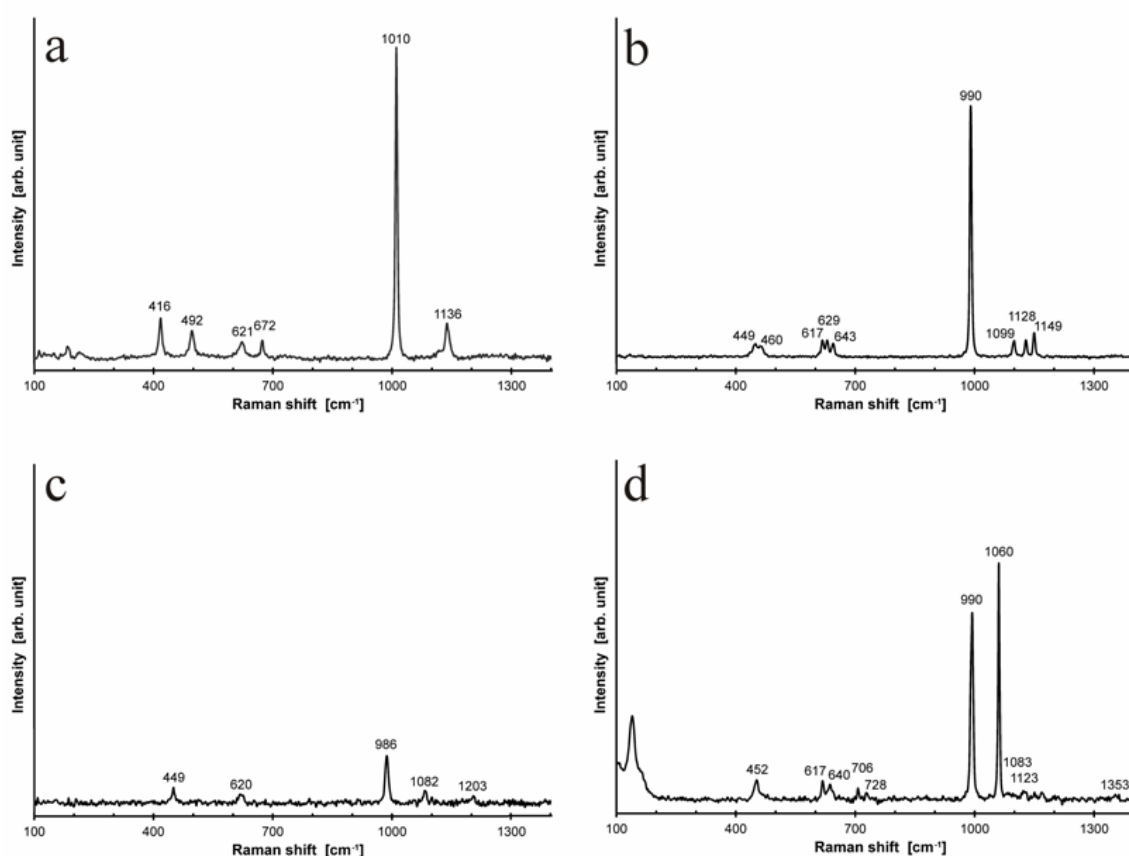 a
1010
416
492
621
672
1136
Intensity [arb. unit]
100 400 700 1000 1300
Raman shift [cm⁻¹]
b
990
449
460
617
629
643
1099
1128
1149
Intensity [arb. unit]
100 400 700 1000 1300
Raman shift [cm⁻¹]
c
986
449
620
1082
1203
Intensity [arb. unit]
100 400 700 1000 1300
Raman shift [cm⁻¹]
d
1060
990
452
617
640
706
728
1083
1123
1353
Intensity [arb. unit]
100 400 700 1000 1300
Raman shift [cm⁻¹]